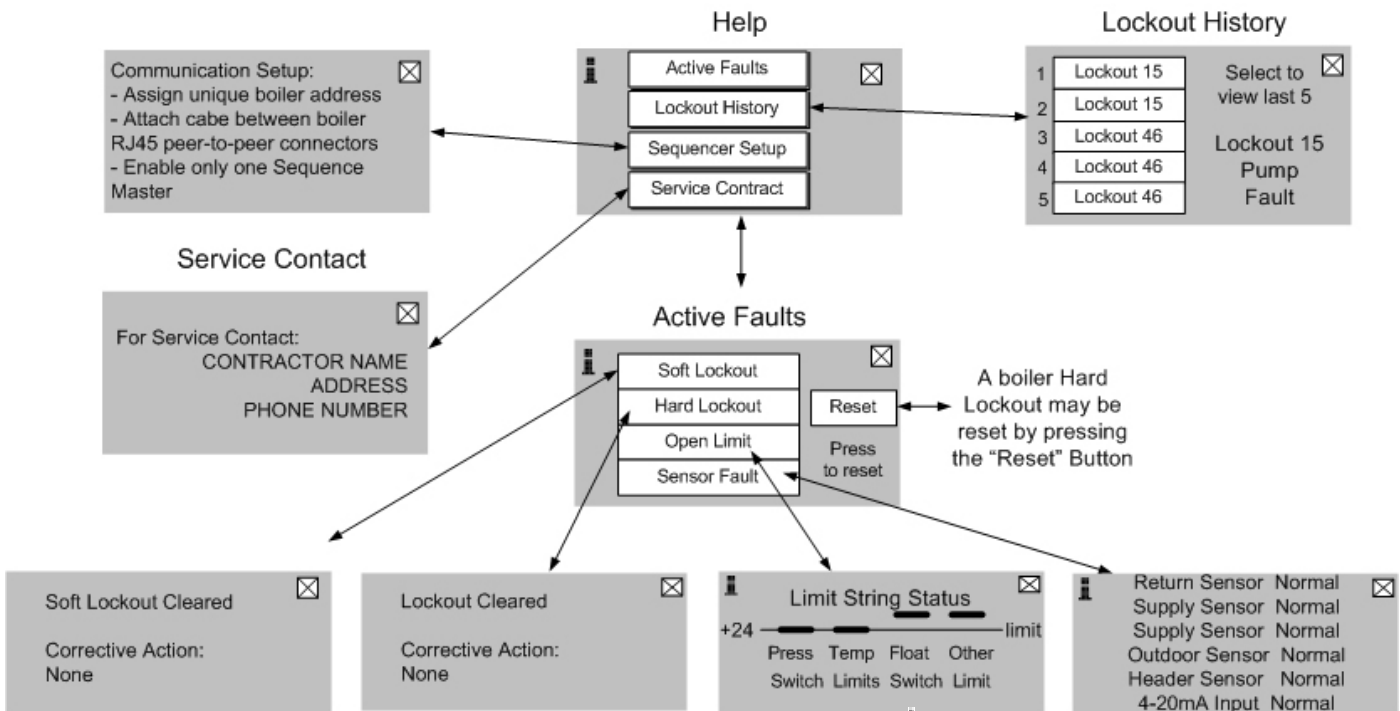 Help
Lockout History
Communication Setup:
- Assign unique boiler address
- Attach cabe between boiler
RJ45 peer-to-peer connectors
- Enable only one Sequence
Master
Active Faults
Lockout History
Sequencer Setup
Service Contract
1 Lockout 15
2 Lockout 15
3 Lockout 46
4 Lockout 46
5 Lockout 46
Select to
view last 5
Lockout 15
Pump
Fault
Service Contact
For Service Contact:
CONTRACTOR NAME
ADDRESS
PHONE NUMBER
Active Faults
Soft Lockout
Hard Lockout
Open Limit
Sensor Fault
Reset
Press
to reset
A boiler Hard
Lockout may be
reset by pressing
the “Reset” Button
Soft Lockout Cleared
Corrective Action:
None
Lockout Cleared
Corrective Action:
None
Limit String Status
+24 limit
Press Temp Float Other
Switch Limits Switch Limit
Return Sensor Normal
Supply Sensor Normal
Supply Sensor Normal
Outdoor Sensor Normal
Header Sensor Normal
4-20mA Input Normal